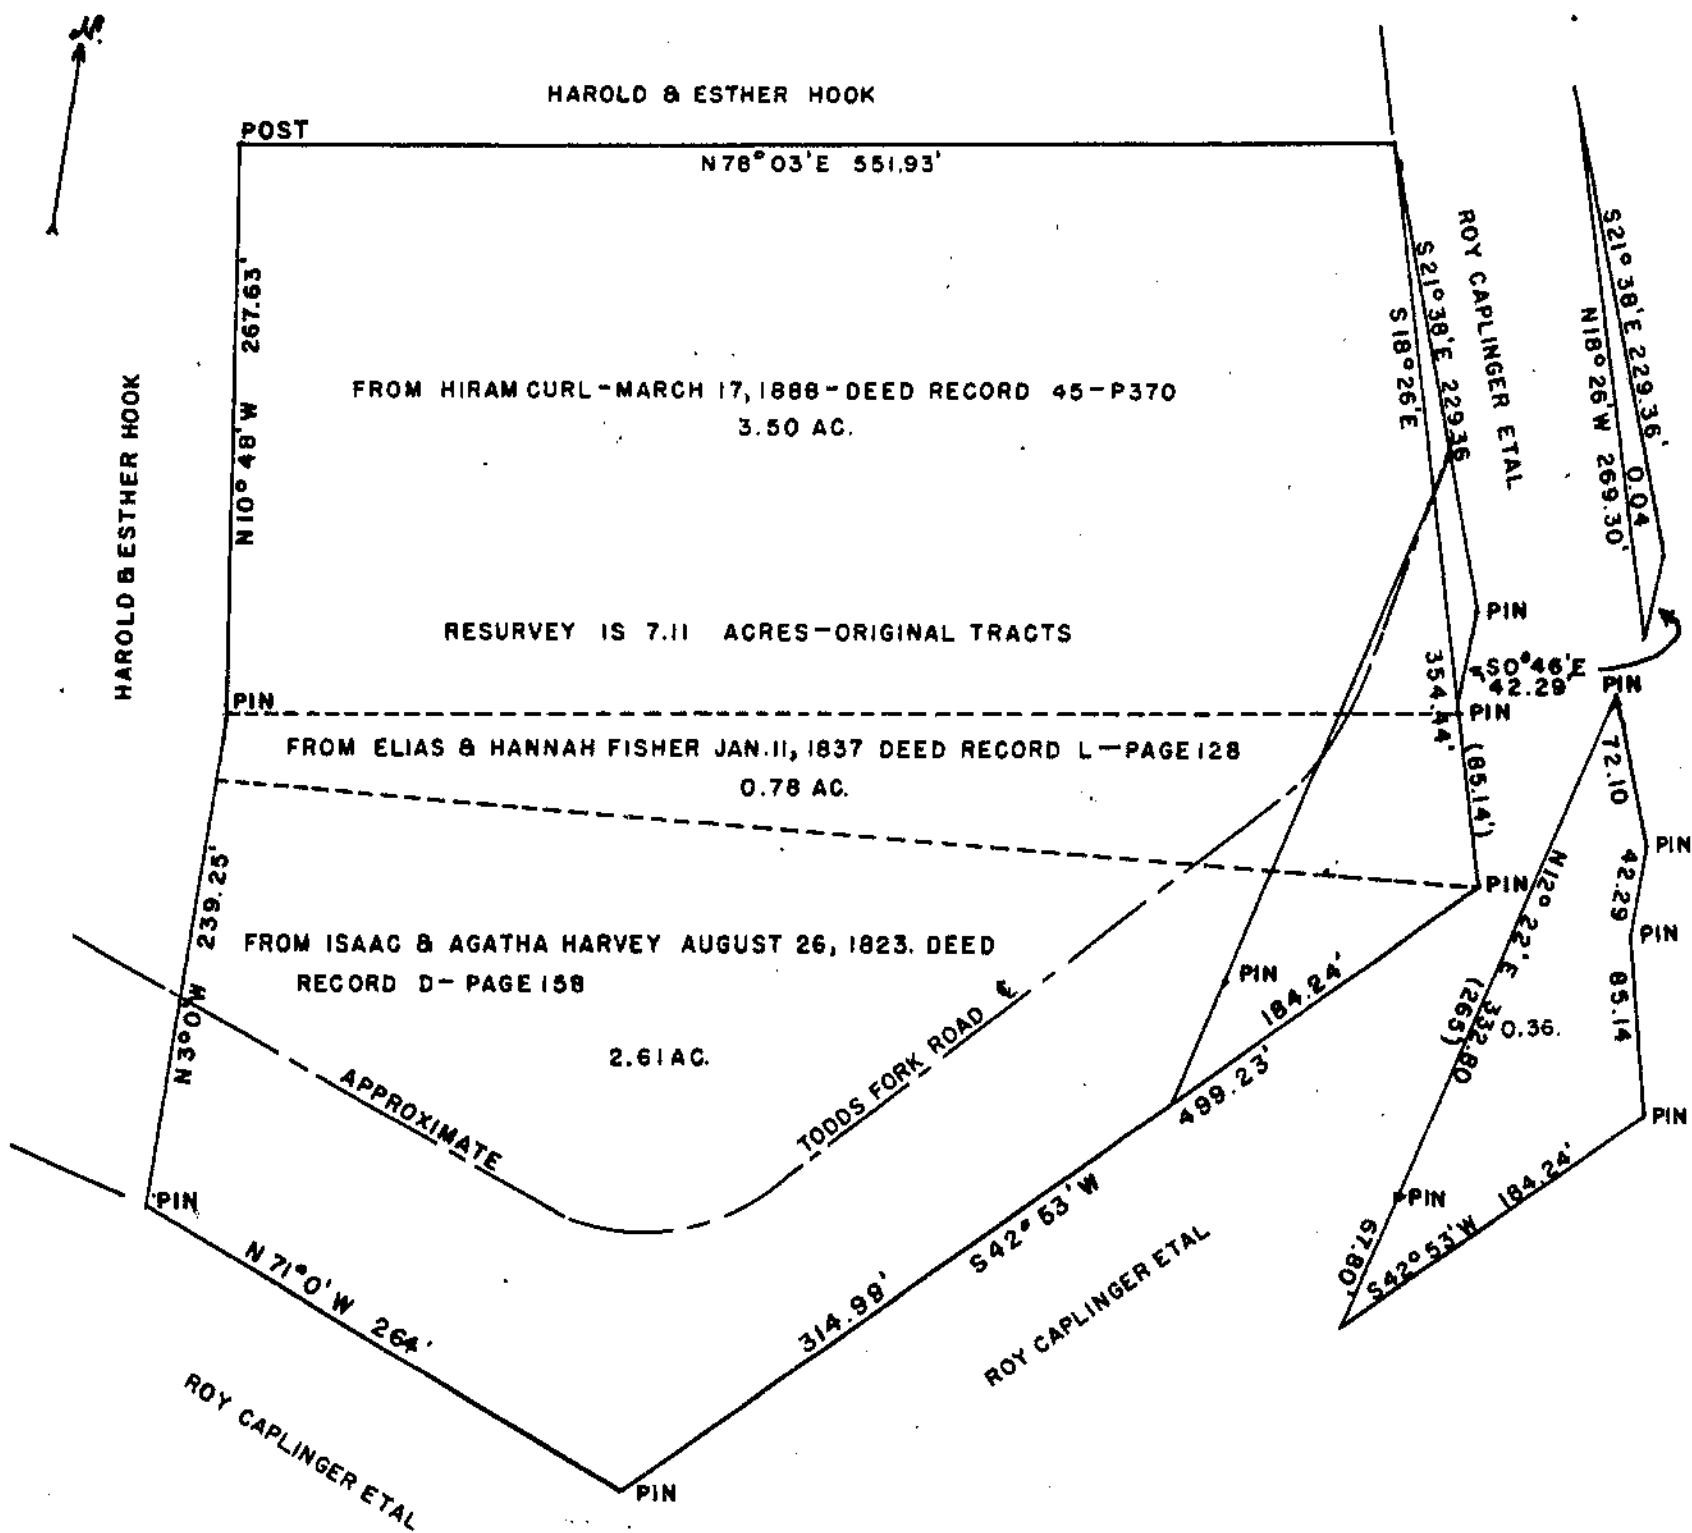 N.
HAROLD & ESTHER HOOK
POST
N78°03'E 551.93'
267.63'
N10°48'W
HAROLD & ESTHER HOOK
FROM HIRAM CURL-MARCH 17, 1888-DEED RECORD 45-P370
3.50 AC.
S21°38'E 229.36
S18°26'E
354.44'
ROY CAPLINGER ETAL
S21°38'E 229.36'
N18°26'W 269.30'
0.04
RESURVEY IS 7.11 ACRES-ORIGINAL TRACTS
PIN
S0°46'E
42.29'
PIN
PIN
PIN
FROM ELIAS & HANNAH FISHER JAN. 11, 1837 DEED RECORD L-PAGE 128
0.78 AC.
(85.14')
PIN
72.10
PIN
42.29
PIN
85.14
PIN
N12°22'E 332.80
(265)
0.36.
PIN
67.80'
S42°53'W 184.24'
239.25'
N3°0'W
FROM ISAAC & AGATHA HARVEY AUGUST 26, 1823. DEED
RECORD D-PAGE 158
2.61 AC.
PIN
184.24'
499.23'
APPROXIMATE
TODDS FORK ROAD ℄
S42°53'W
314.99'
PIN
N71°0'W 264'
ROY CAPLINGER ETAL
ROY CAPLINGER ETAL
PIN